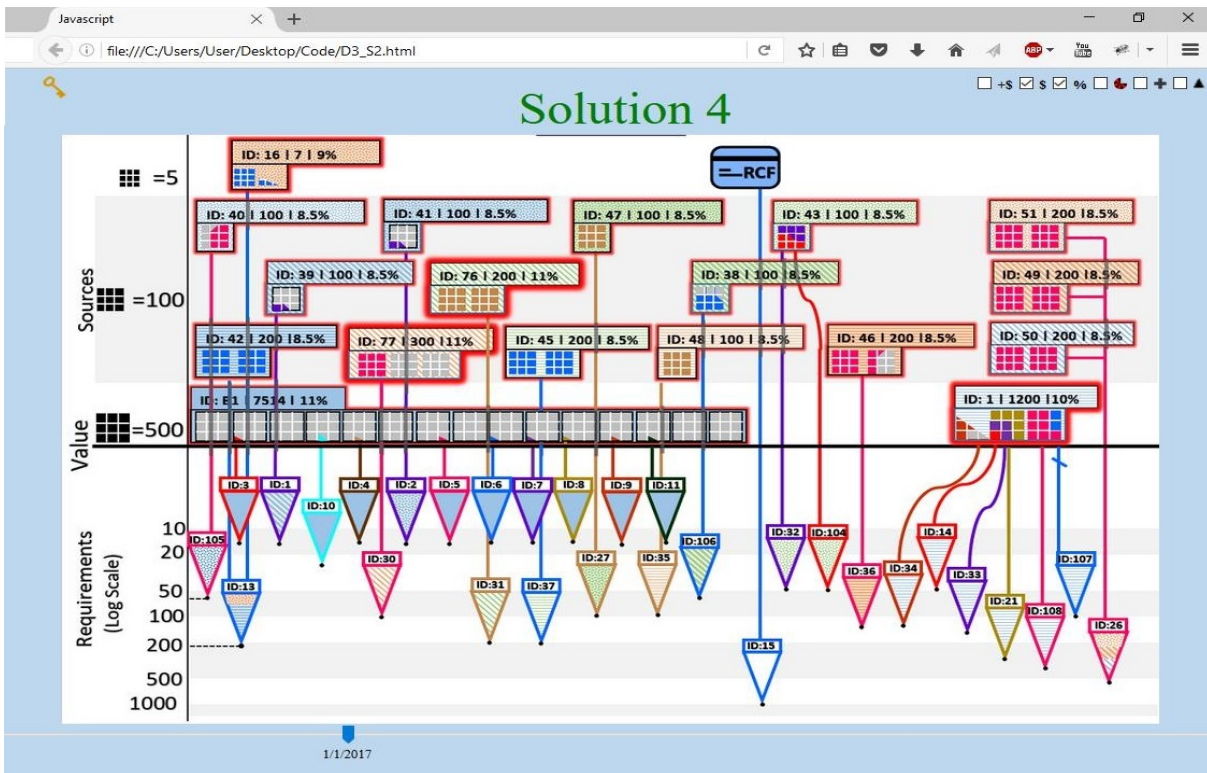 Javascript
file:///C:/Users/User/Desktop/Code/D3_S2.html
ABP
You
Tube
+$ $ %
Solution 4
ID: 16 | 7 | 9%
=5
RCF
ID: 40 | 100 | 8.5%
ID: 41 | 100 | 8.5%
ID: 47 | 100 | 8.5%
ID: 43 | 100 | 8.5%
ID: 51 | 200 |8.5%
ID: 39 | 100 | 8.5%
ID: 76 | 200 | 11%
ID: 38 | 100 |8.5%
ID: 49 | 200 |8.5%
Sources
=100
ID: 42 | 200 |8.5%
ID: 77 | 300 |11%
ID: 45 | 200 | 8.5%
ID: 48 | 100 | 8.5%
ID: 46 | 200 |8.5%
ID: 50 | 200 | 8.5%
ID: B1 | 7514 | 11%
ID: 1 | 1200 |10%
Value
=500
ID:3
ID:1
ID:10
ID:4
ID:2
ID:5
ID:6
ID:7
ID:8
ID:9
ID:11
Requirements
(Log Scale)
10
20
50
100
200
500
1000
ID:105
ID:13
ID:30
ID:31
ID:37
ID:27
ID:35
ID:106
ID:15
ID:32
ID:104
ID:36
ID:34
ID:14
ID:33
ID:21
ID:108
ID:107
ID:26
1/1/2017